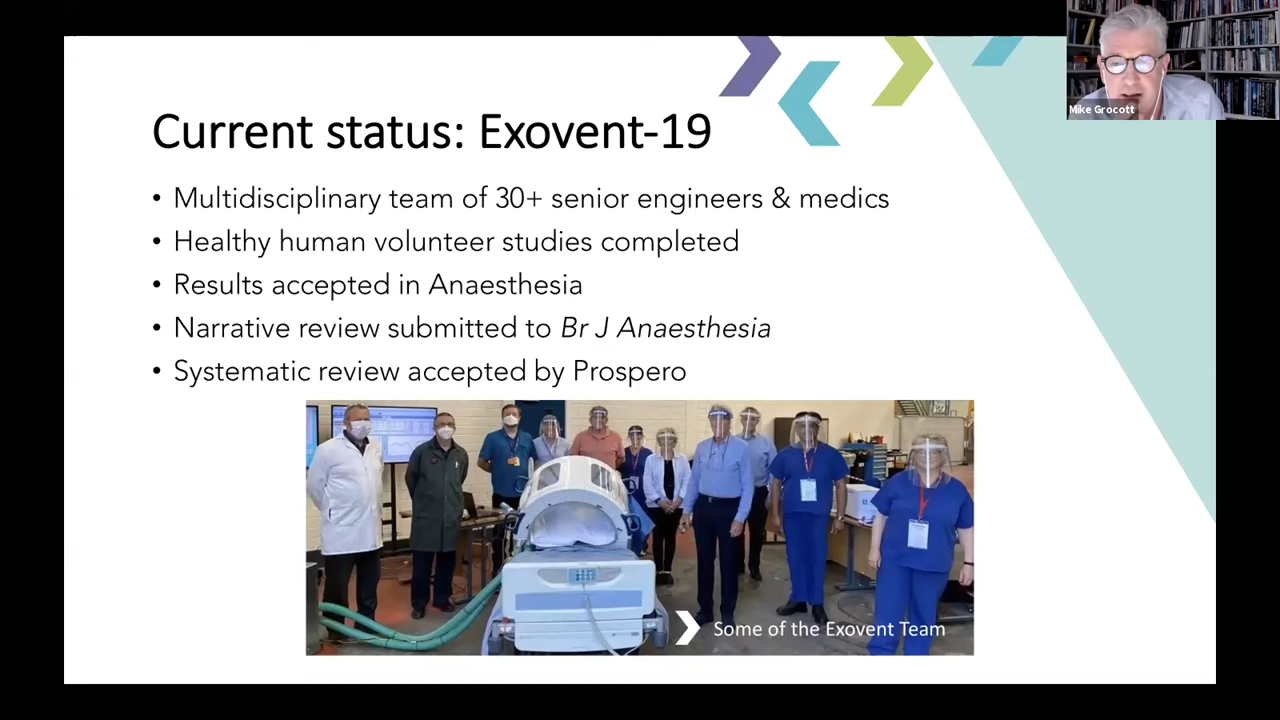 Mike Grocott
Current status: Exovent-19
• Multidisciplinary team of 30+ senior engineers & medics
• Healthy human volunteer studies completed
• Results accepted in Anaesthesia
• Narrative review submitted to Br J Anaesthesia
• Systematic review accepted by Prospero
Some of the Exovent Team